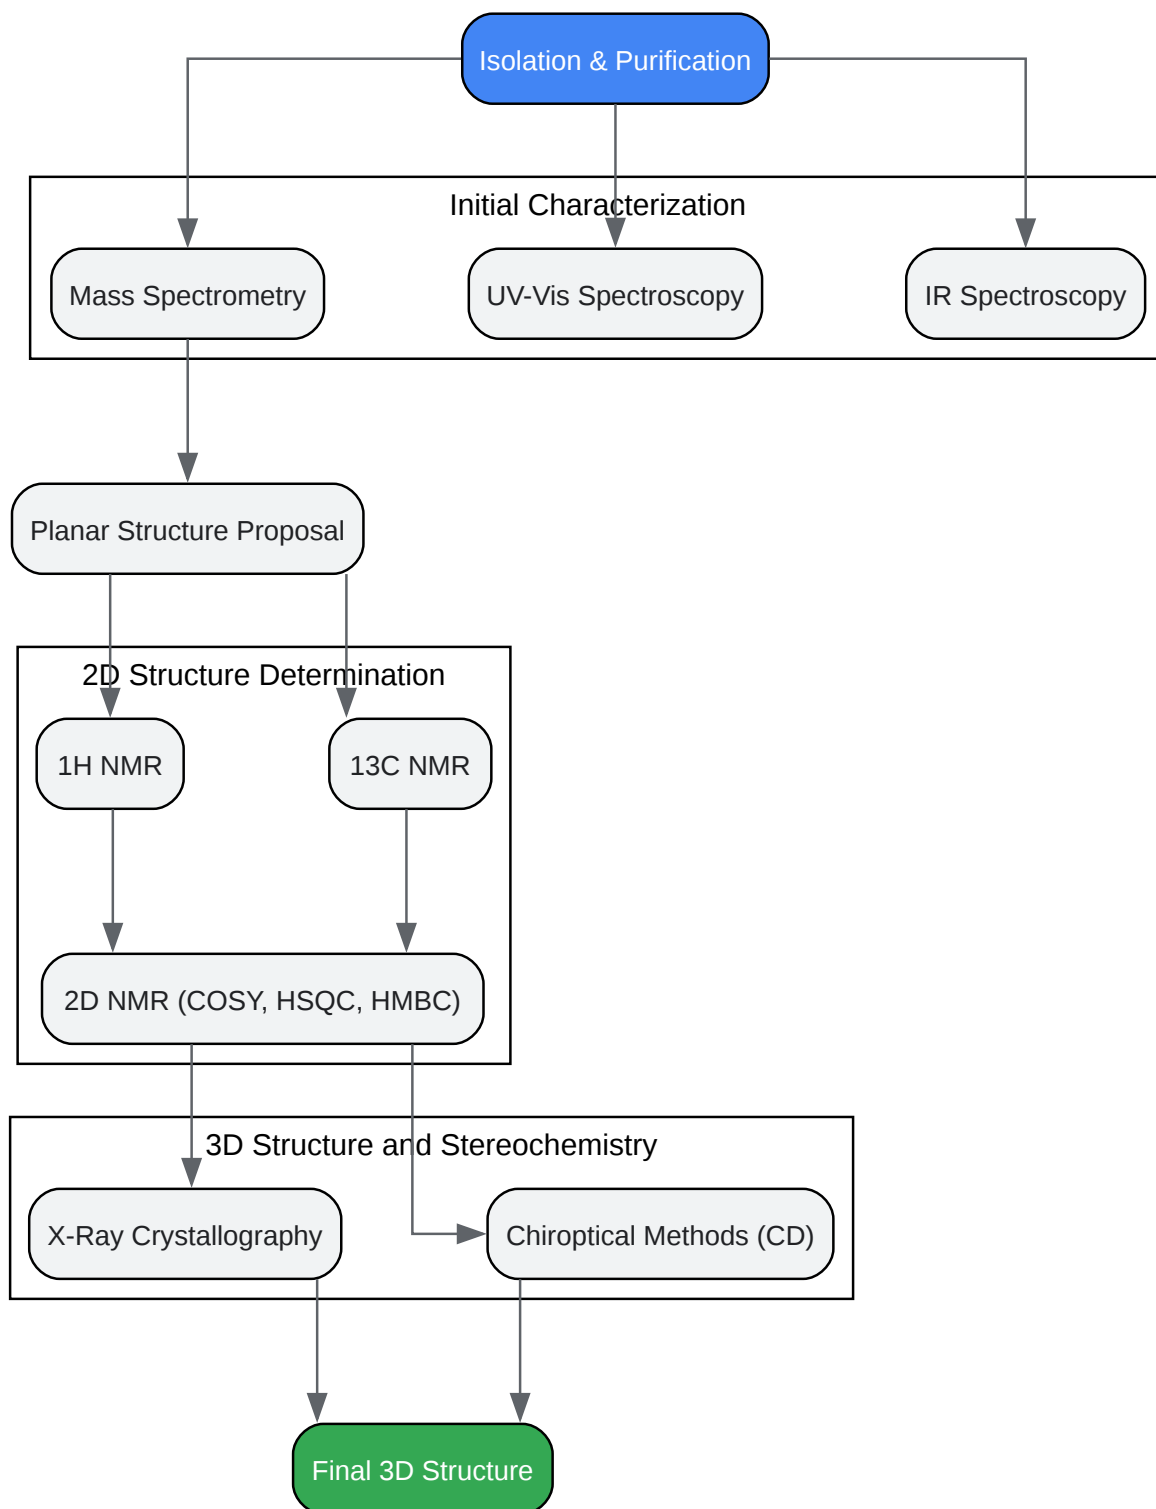 Isolation & Purification
Initial Characterization
Mass Spectrometry
UV-Vis Spectroscopy
IR Spectroscopy
Planar Structure Proposal
2D Structure Determination
1H NMR
13C NMR
2D NMR (COSY, HSQC, HMBC)
3D Structure and Stereochemistry
X-Ray Crystallography
Chiroptical Methods (CD)
Final 3D Structure